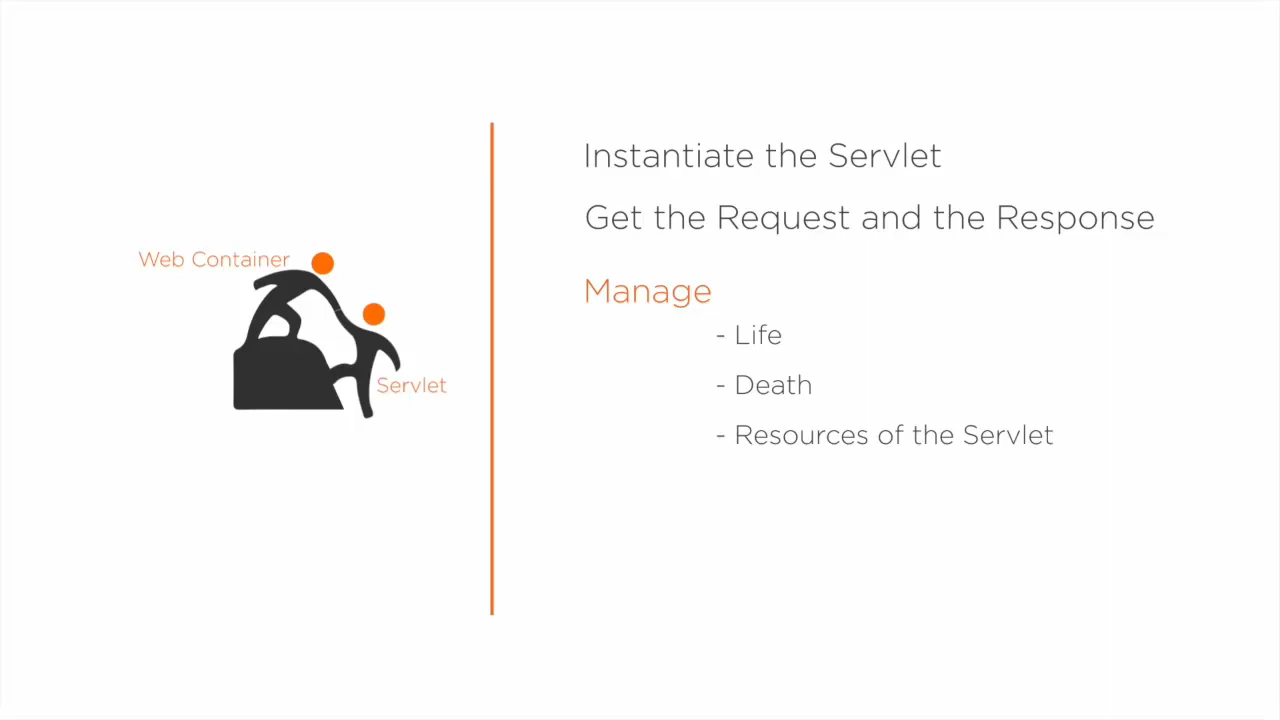 Web Container
Servlet
Instantiate the Servlet
Get the Request and the Response
Manage
- Life
- Death
- Resources of the Servlet